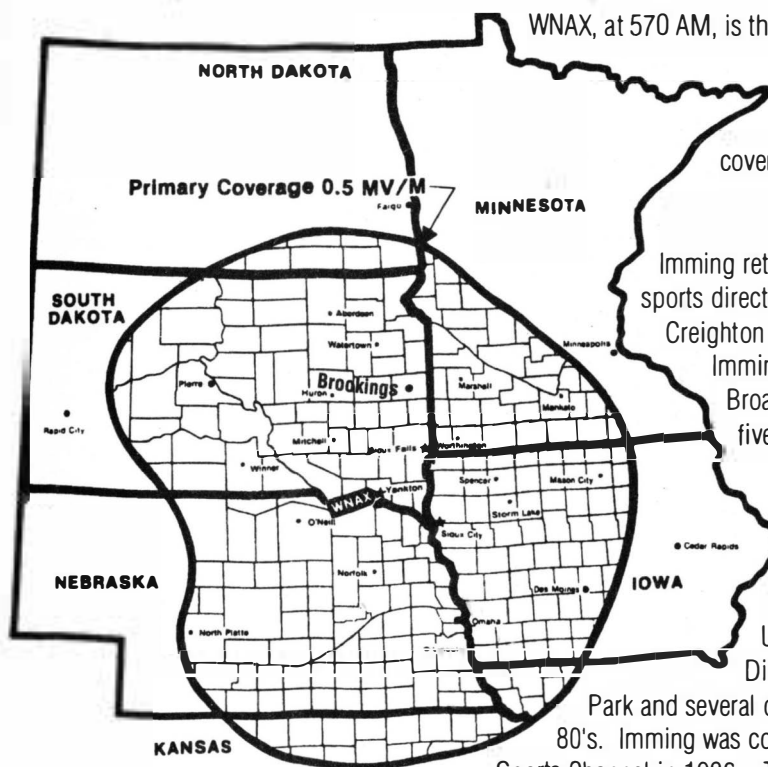 WNAX, at 570 AM, is th
NORTH DAKOTA
cover
Primary Coverage 0.5 MV/M
MINNESOTA
Imming ret
SOUTH
DAKOTA
sports direct
Aberdeen
Creighton
Watertown
Minneapolis
Immin
Pierre
Huron
Brookings
Marshall
Broa
Mankato
Rapid City
five
Mitchell
Sioux Falls
Worthington
Winner
Spencer
Mason City
WNAX
Yankton
Storm Lake
O'Neill
Sioux City
Cedar Rapids
Norfolk
Des Moines
NEBRASKA
IOWA
Omaha
North Platte
U
Di
Park and several
80's. Imming was co
KANSAS